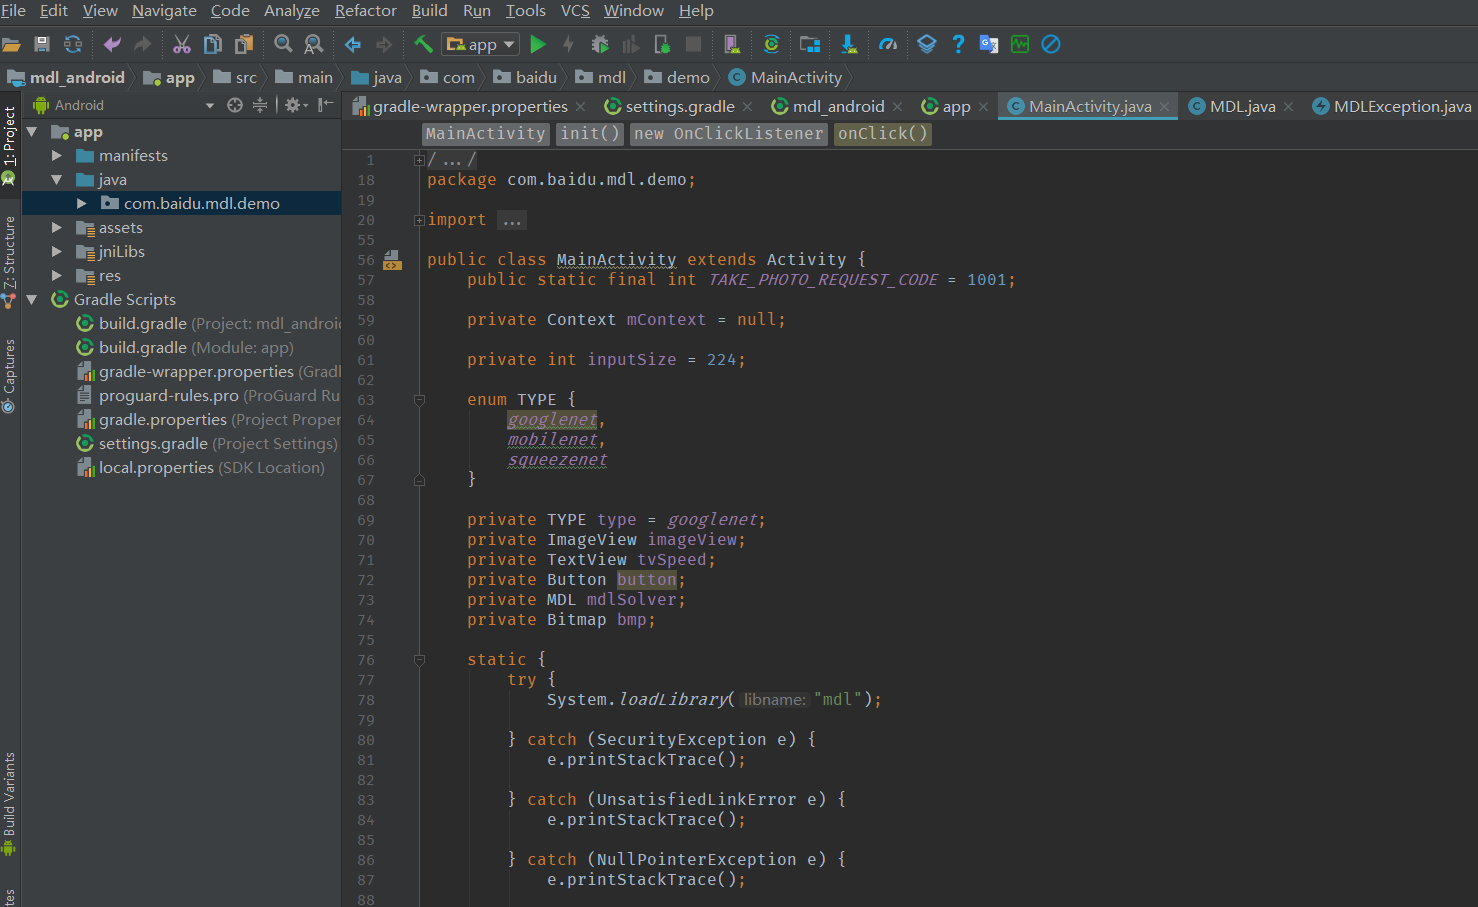 File Edit View Navigate Code Analyze Refactor Build Run Tools VCS Window Help
app
mdl_android app src main java com baidu mdl demo MainActivity
Android
gradle-wrapper.properties settings.gradle mdl_android app MainActivity.java MDL.java MDLException.java
MainActivity init() new OnClickListener onClick()
1: Project
Z: Structure
Captures
Build Variants
app
manifests
java
com.baidu.mdl.demo
assets
jniLibs
res
Gradle Scripts
build.gradle (Project: mdl_android
build.gradle (Module: app)
gradle-wrapper.properties (Gradl
proguard-rules.pro (ProGuard Ru
gradle.properties (Project Proper
settings.gradle (Project Settings)
local.properties (SDK Location)
1 /.../
18 package com.baidu.mdl.demo;
19
20 import ...
55
56 public class MainActivity extends Activity {
57 public static final int TAKE_PHOTO_REQUEST_CODE = 1001;
58
59 private Context mContext = null;
60
61 private int inputSize = 224;
62
63 enum TYPE {
64 googlenet,
65 mobilenet,
66 squeezenet
67 }
68
69 private TYPE type = googlenet;
70 private ImageView imageView;
71 private TextView tvSpeed;
72 private Button button;
73 private MDL mdlSolver;
74 private Bitmap bmp;
75
76 static {
77 try {
78 System.loadLibrary( libname: "mdl");
79
80 } catch (SecurityException e) {
81 e.printStackTrace();
82
83 } catch (UnsatisfiedLinkError e) {
84 e.printStackTrace();
85
86 } catch (NullPointerException e) {
87 e.printStackTrace();
88